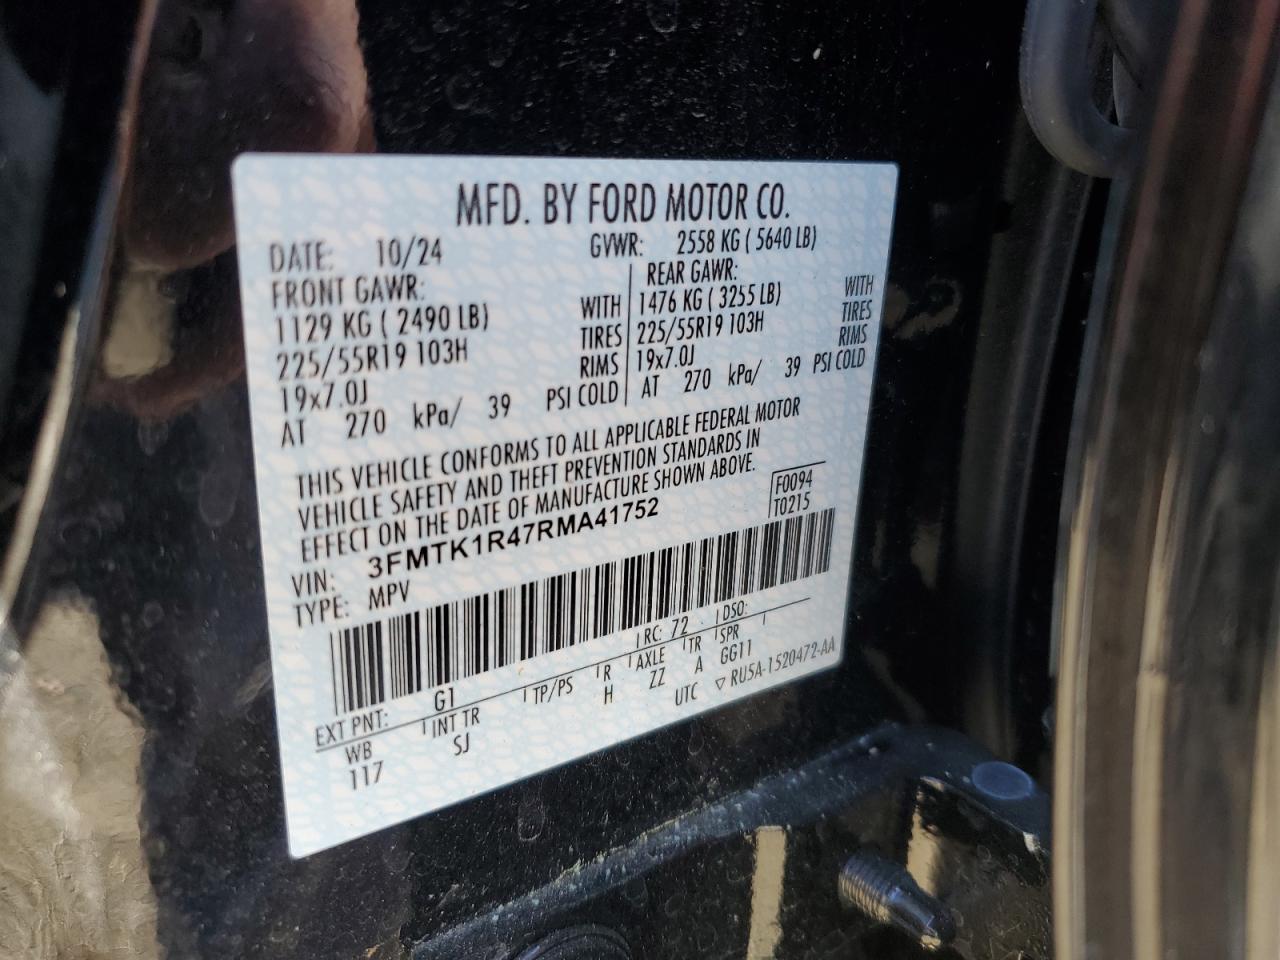 MFD. BY FORD MOTOR CO.
DATE: 10/24 GVWR: 2558 KG ( 5640 LB)
FRONT GAWR: REAR GAWR:
1129 KG ( 2490 LB) WITH 1476 KG ( 3255 LB) WITH
225/55R19 103H TIRES 225/55R19 103H TIRES
19x7.0J RIMS 19x7.0J RIMS
AT 270 kPa/ 39 PSI COLD AT 270 kPa/ 39 PSI COLD
THIS VEHICLE CONFORMS TO ALL APPLICABLE FEDERAL MOTOR
VEHICLE SAFETY AND THEFT PREVENTION STANDARDS IN
EFFECT ON THE DATE OF MANUFACTURE SHOWN ABOVE.
F0094
T0215
VIN: 3FMTK1R47RMA41752
TYPE: MPV
EXT PNT: G1 RC: 72 DSO:
WB INT TR TP/PS R AXLE TR SPR
117 SJ H ZZ A GG11
UTC ▽ RU5A-1520472-AA